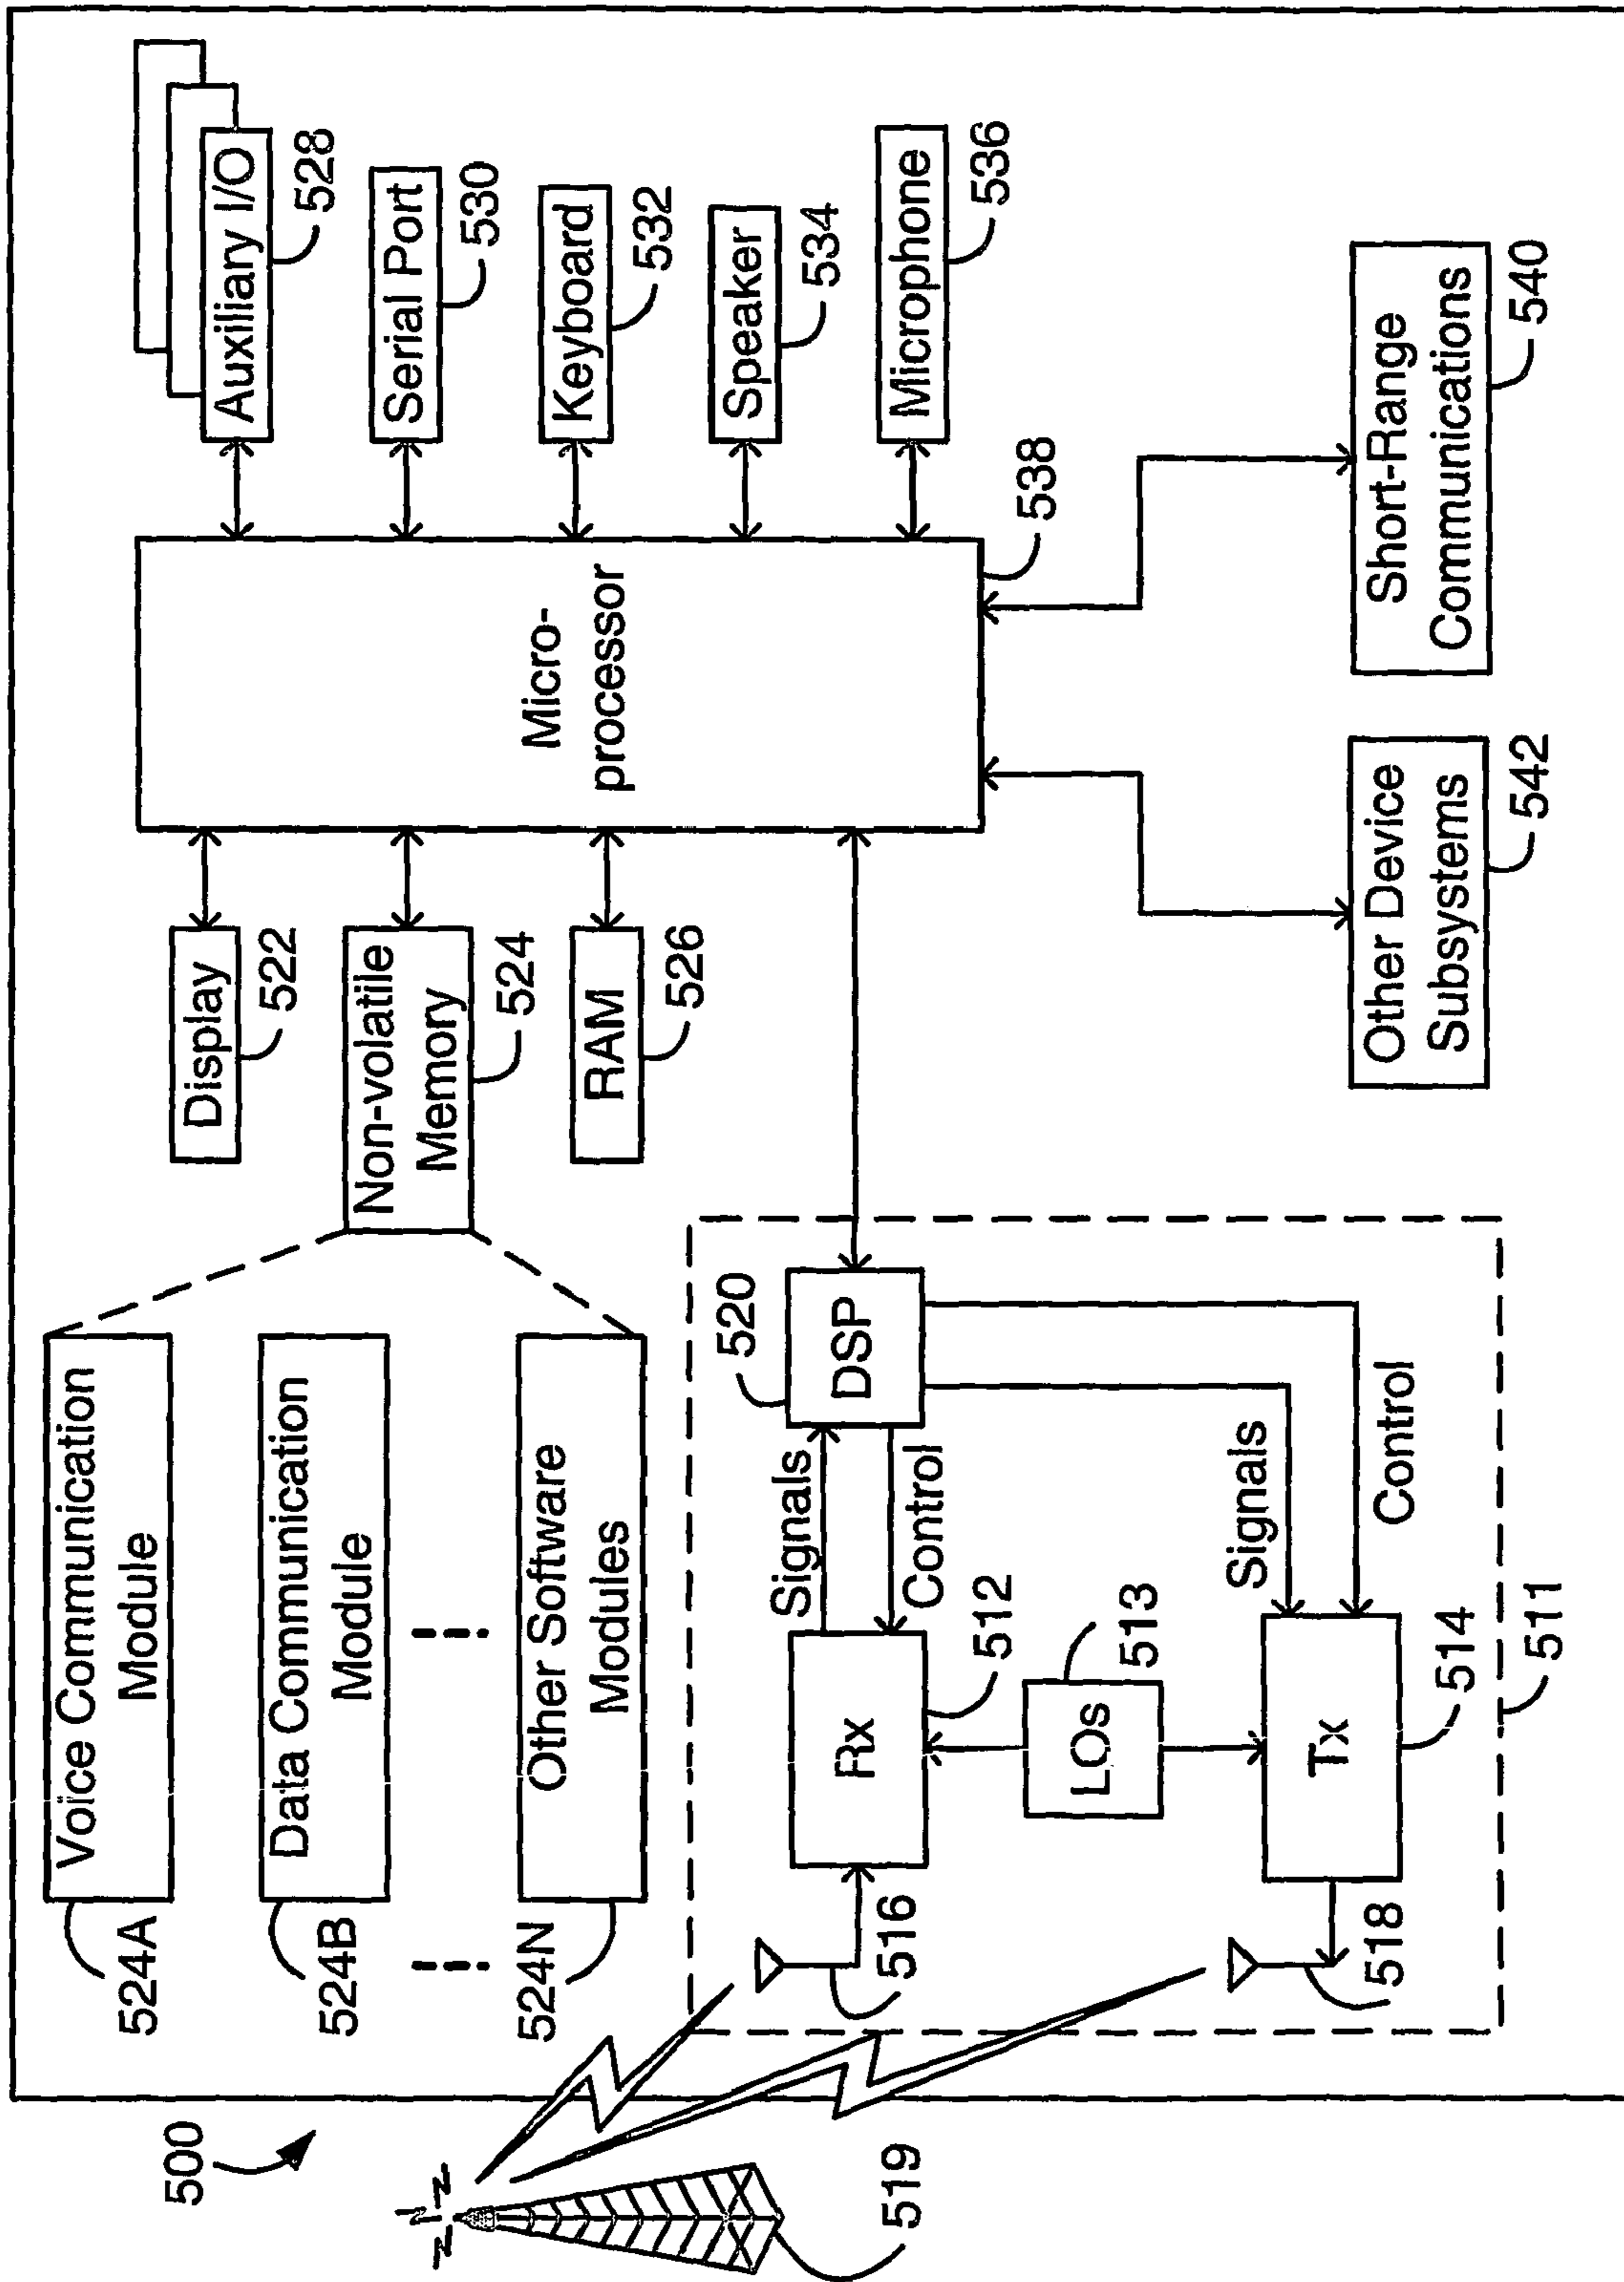 500
519
524A
Voice Communication
Module
524B
Data Communication
Module
524N
Other Software
Modules
Display
522
Non-volatile
Memory
524
RAM
526
Micro-
processor
538
Auxiliary I/O
528
Serial Port
530
Keyboard
532
Speaker
534
Microphone
536
520
DSP
Signals
Control
Rx
512
516
LOs
513
Signals
Control
Tx
514
518
511
Other Device
Subsystems
542
Short-Range
Communications
540